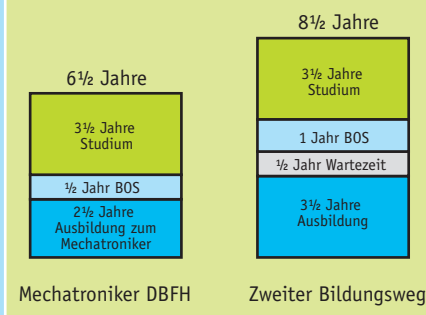 6½ Jahre
3½ Jahre
Studium
½ Jahr BOS
2½ Jahre
Ausbildung zum
Mechatroniker
Mechatroniker DBFH
8½ Jahre
3½ Jahre
Studium
1 Jahr BOS
½ Jahr Wartezeit
3½ Jahre
Ausbildung
Zweiter Bildungsweg